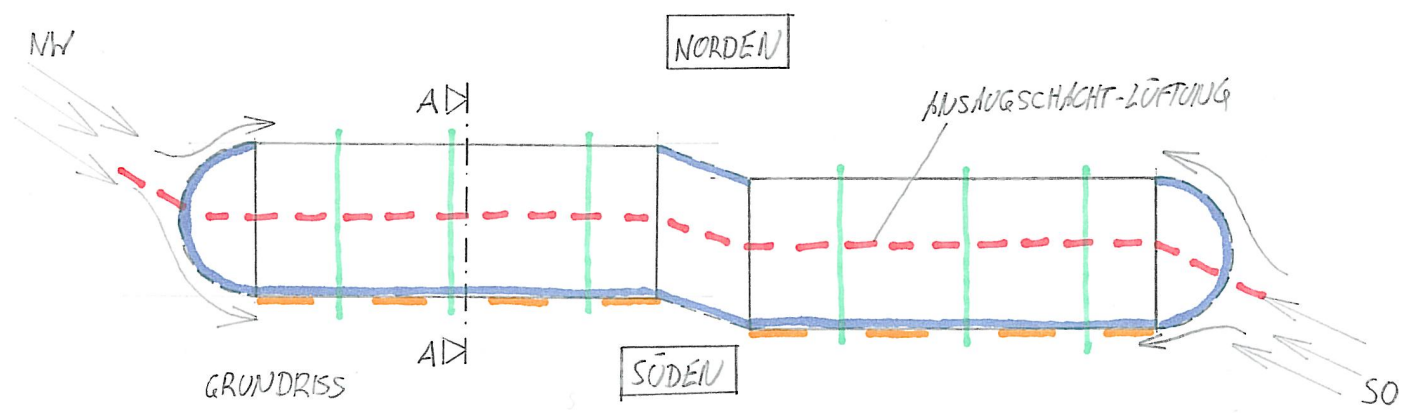 NW
NORDEN
A
ANSAUGSCHACHT-LÜFTUNG
A
GRUNDRISS
SÜDEN
SO